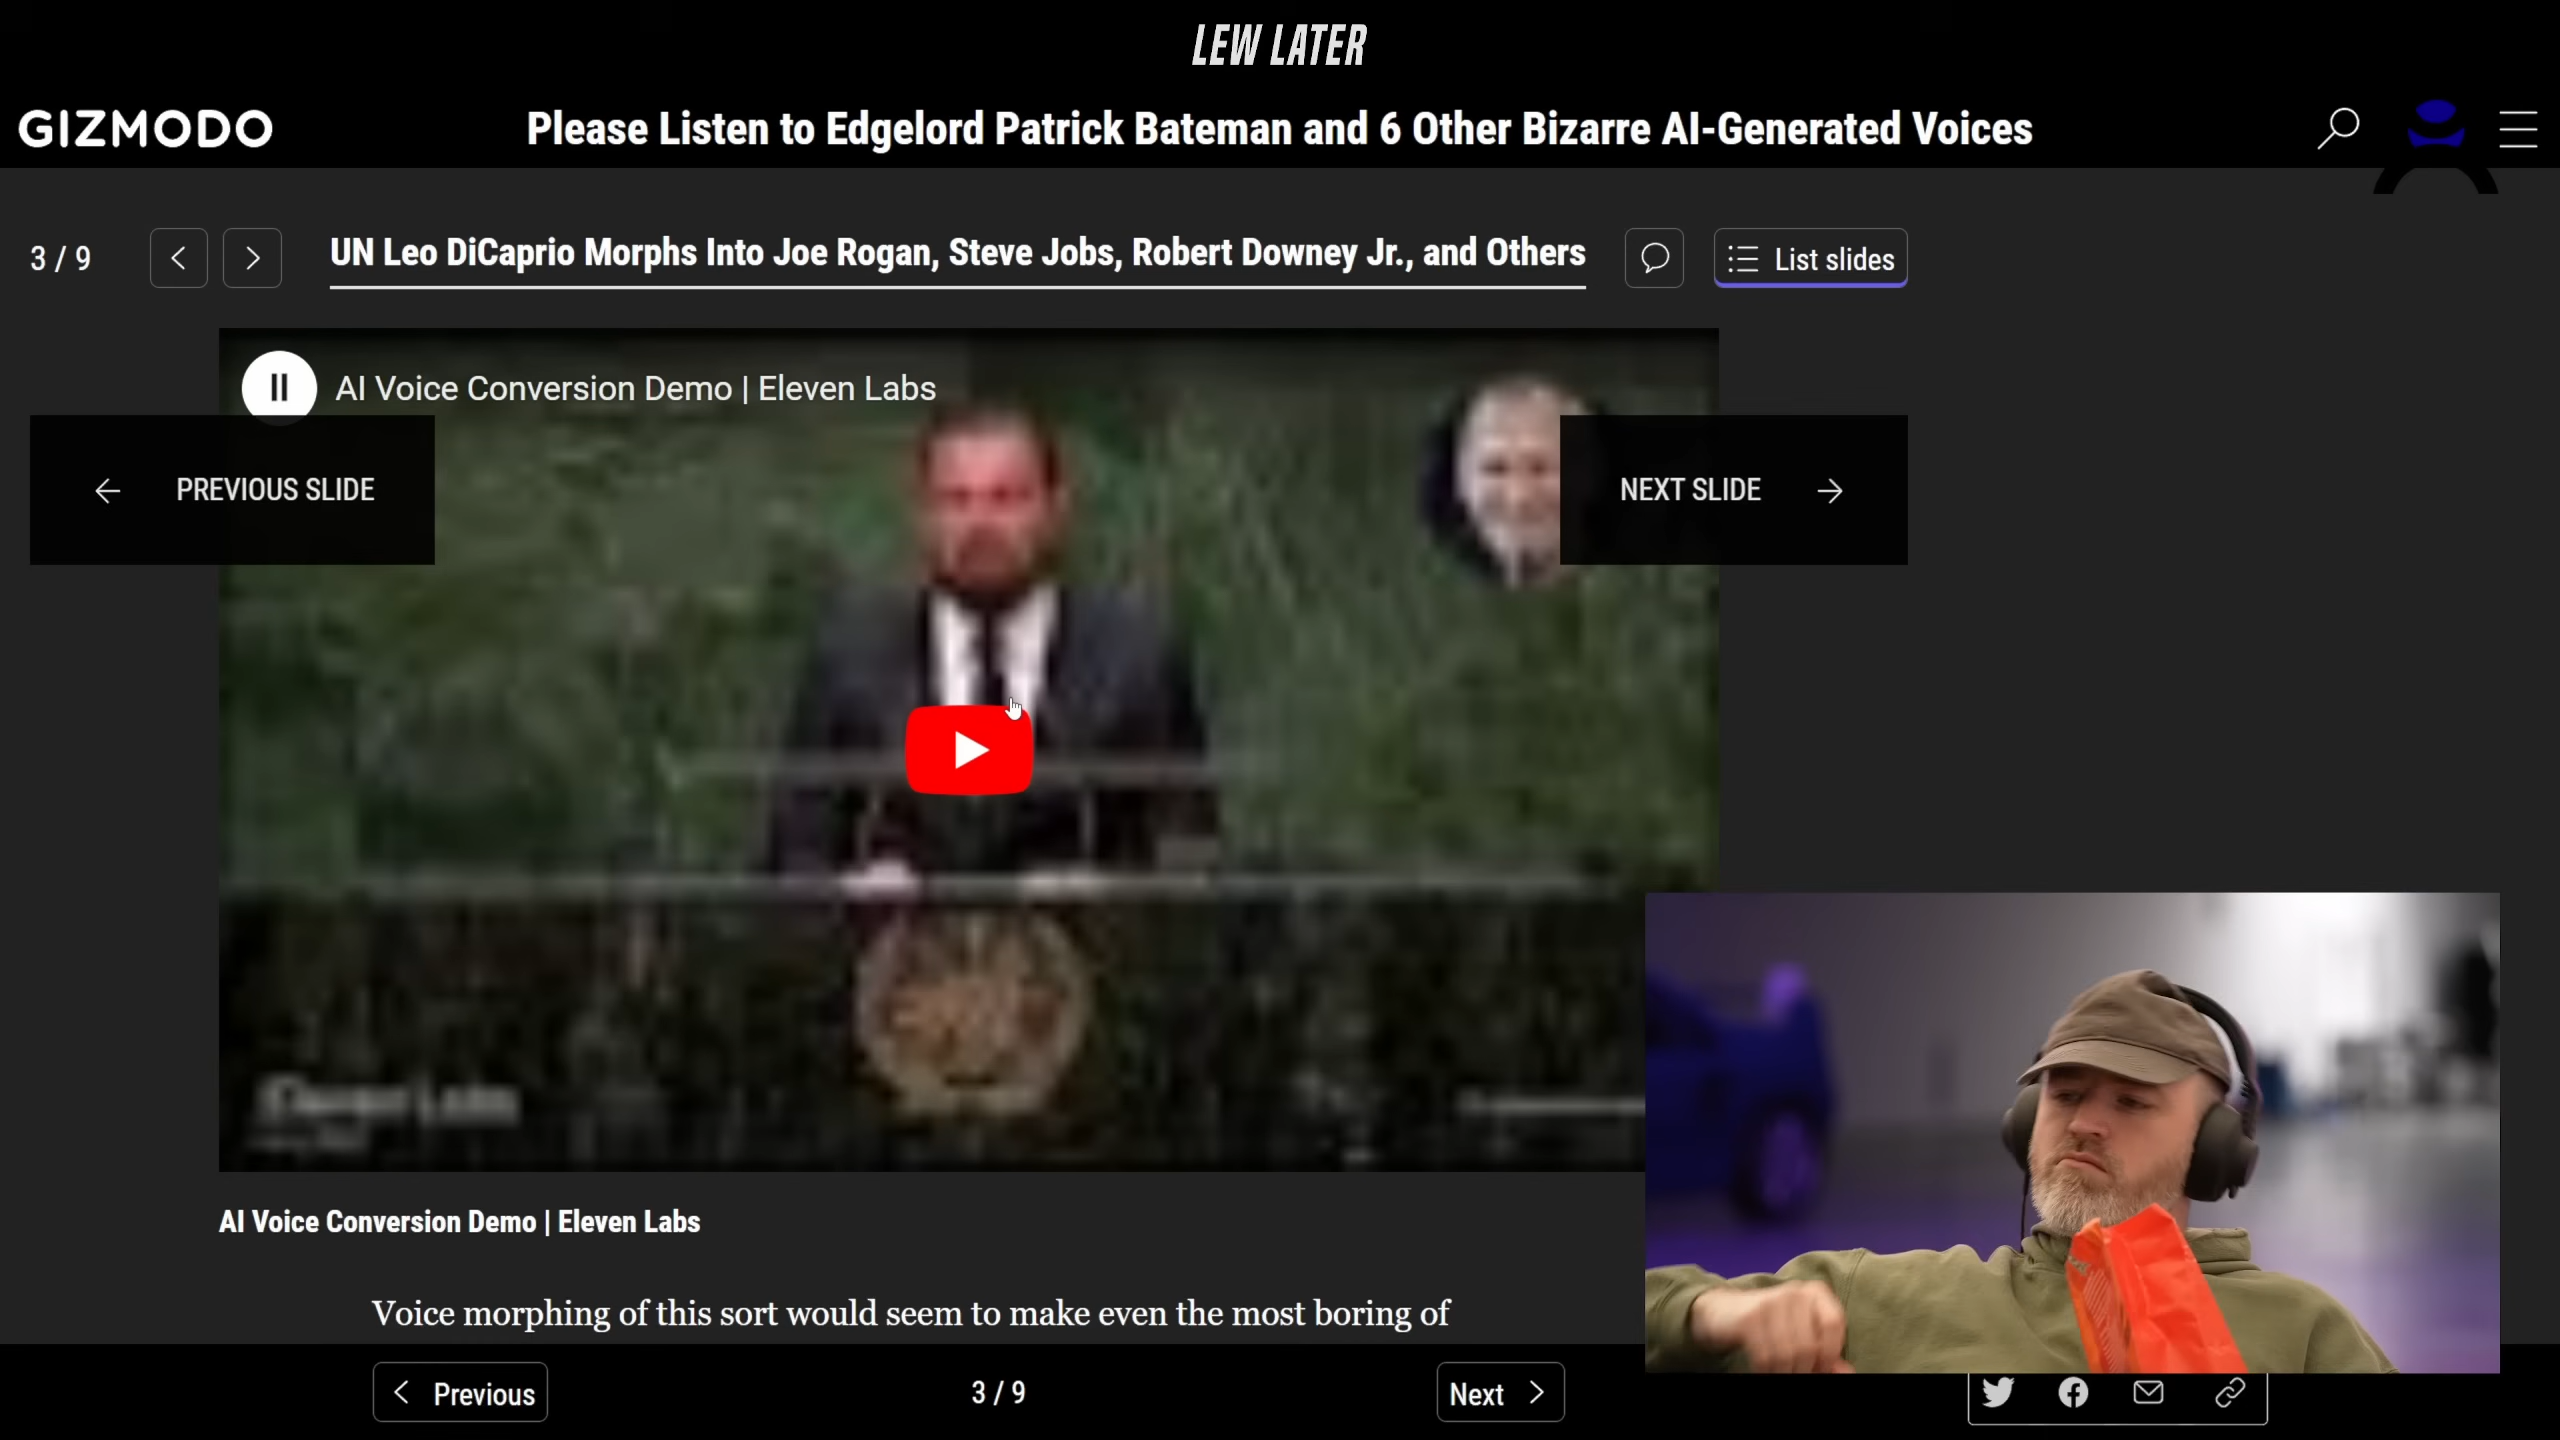 LEW LATER
GIZMODO
Please Listen to Edgelord Patrick Bateman and 6 Other Bizarre AI-Generated Voices
3 / 9
UN Leo DiCaprio Morphs Into Joe Rogan, Steve Jobs, Robert Downey Jr., and Others
List slides
AI Voice Conversion Demo | Eleven Labs
PREVIOUS SLIDE
NEXT SLIDE
Eleven Labs
AI Voice Conversion Demo | Eleven Labs
Voice morphing of this sort would seem to make even the most boring of
Previous
3 / 9
Next